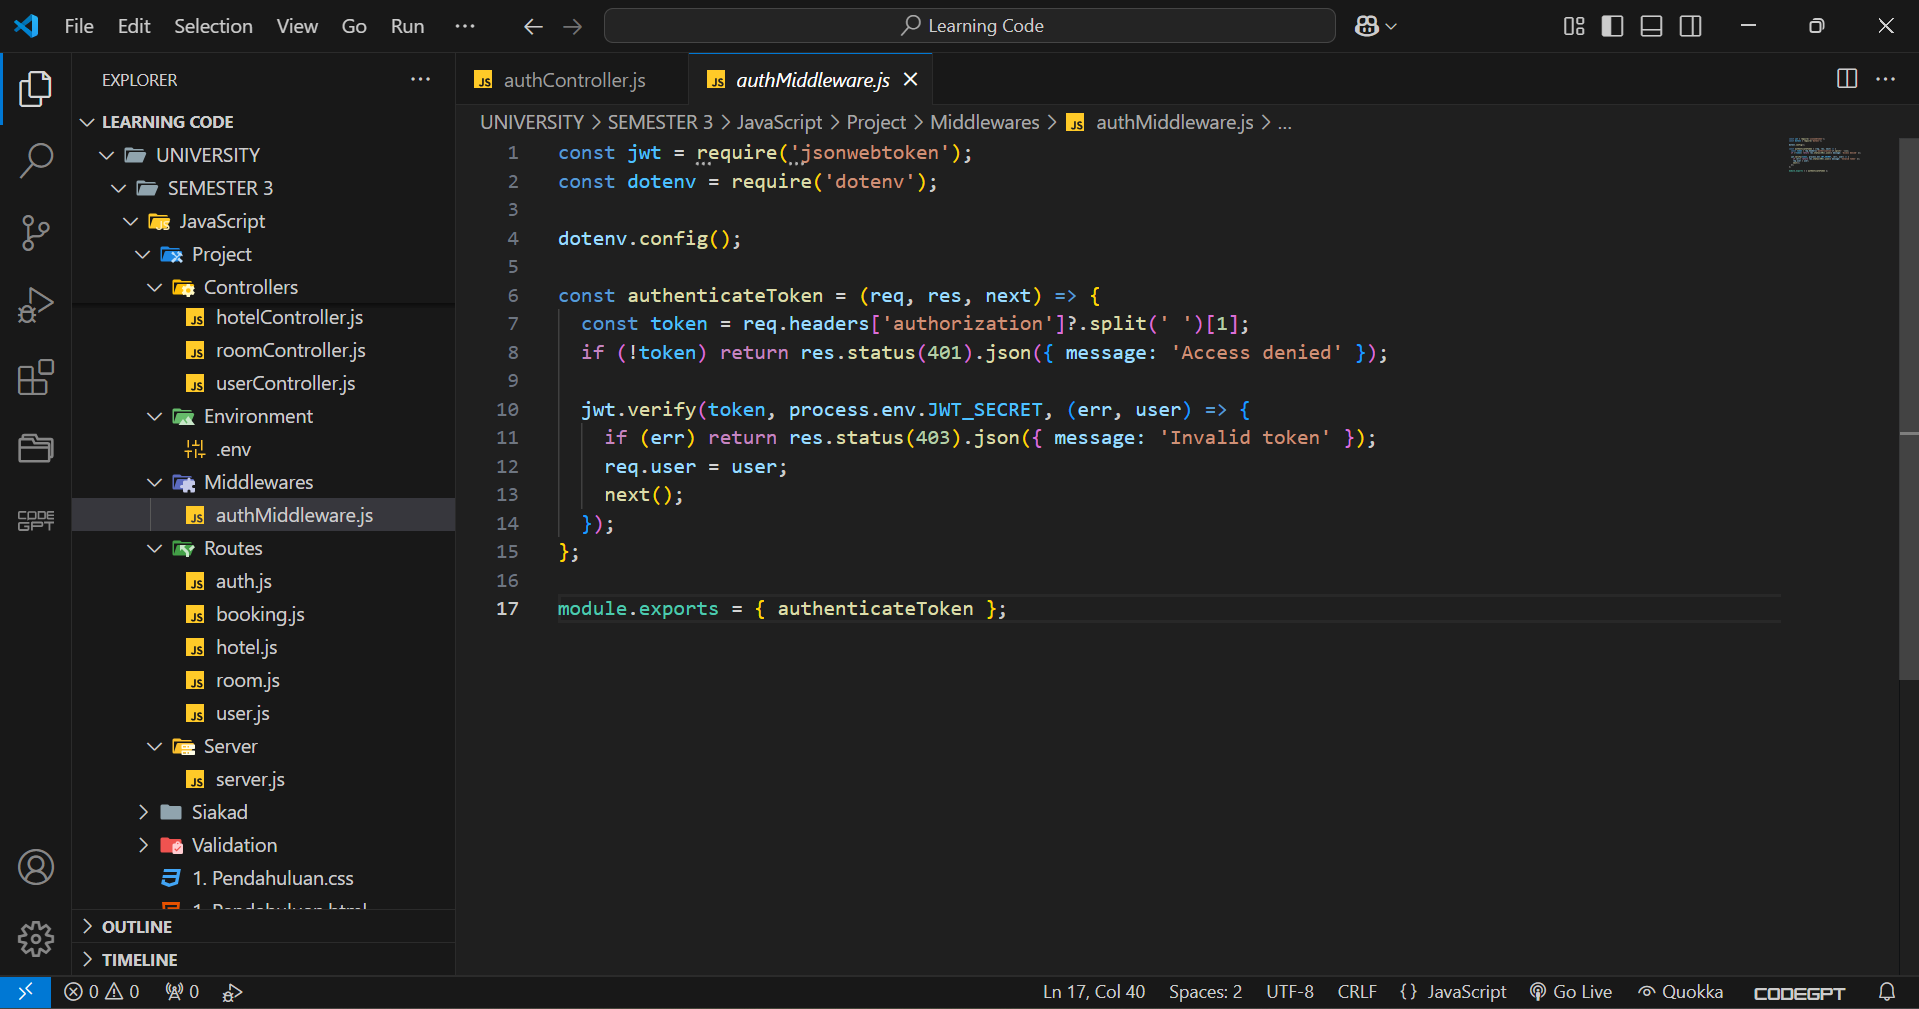 File Edit Selection View Go Run ···
Learning Code
EXPLORER ···
LEARNING CODE
UNIVERSITY
SEMESTER 3
JavaScript
Project
Controllers
hotelController.js
roomController.js
userController.js
Environment
.env
Middlewares
authMiddleware.js
Routes
auth.js
booking.js
hotel.js
room.js
user.js
Server
server.js
Siakad
Validation
1. Pendahuluan.css
1. Pendahuluan.html
OUTLINE
TIMELINE
CODE GPT
authController.js
authMiddleware.js
UNIVERSITY > SEMESTER 3 > JavaScript > Project > Middlewares > authMiddleware.js > ...
1 const jwt = require('jsonwebtoken');
2 const dotenv = require('dotenv');
3
4 dotenv.config();
5
6 const authenticateToken = (req, res, next) => {
7 const token = req.headers['authorization']?.split(' ')[1];
8 if (!token) return res.status(401).json({ message: 'Access denied' });
9
10 jwt.verify(token, process.env.JWT_SECRET, (err, user) => {
11 if (err) return res.status(403).json({ message: 'Invalid token' });
12 req.user = user;
13 next();
14 });
15 };
16
17 module.exports = { authenticateToken };
0 0 0
Ln 17, Col 40 Spaces: 2 UTF-8 CRLF {} JavaScript Go Live Quokka CODEGPT